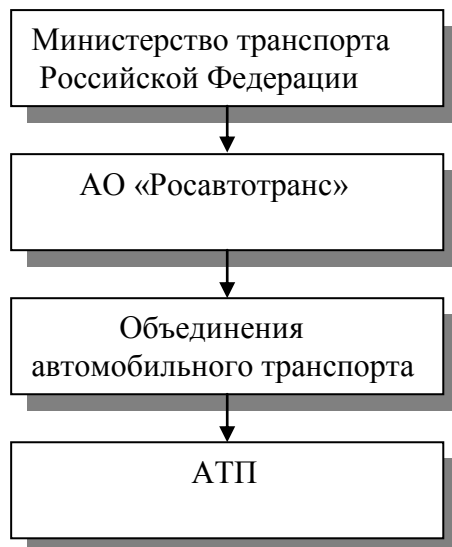 Министерство транспорта
Российской Федерации
АО «Росавтотранс»
Объединения
автомобильного транспорта
АТП